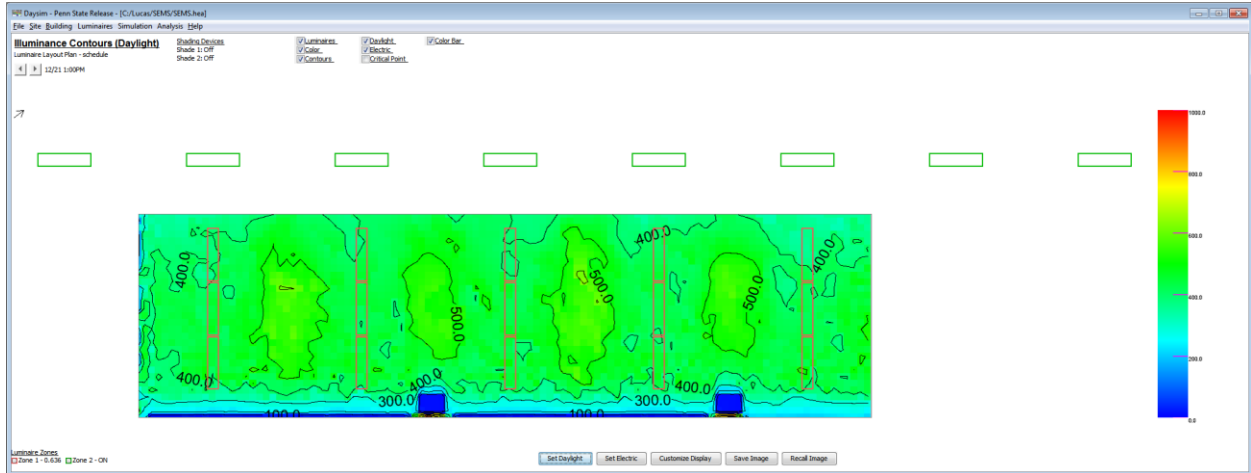 Daysim - Penn State Release - [C:/Lucas/SEMS/SEMS.hea]
File Site Building Luminaires Simulation Analysis Help
Illuminance Contours (Daylight)
Luminaire Layout Plan - schedule
12/21 1:00PM
Shading Devices
Shade 1: Off
Shade 2: Off
Luminaires
Color
Contours
Daylight
Electric
Critical Point
Color Bar
1000.0
800.0
600.0
400.0
200.0
0.0
400.0
400.0
500.0
500.0
400.0
500.0
400.0
400.0
400.0
400.0
300.0
300.0
100.0
100.0
Luminaire Zones
Zone 1 - 0.636 Zone 2 - ON
Set Daylight Set Electric Customize Display Save Image Recall Image